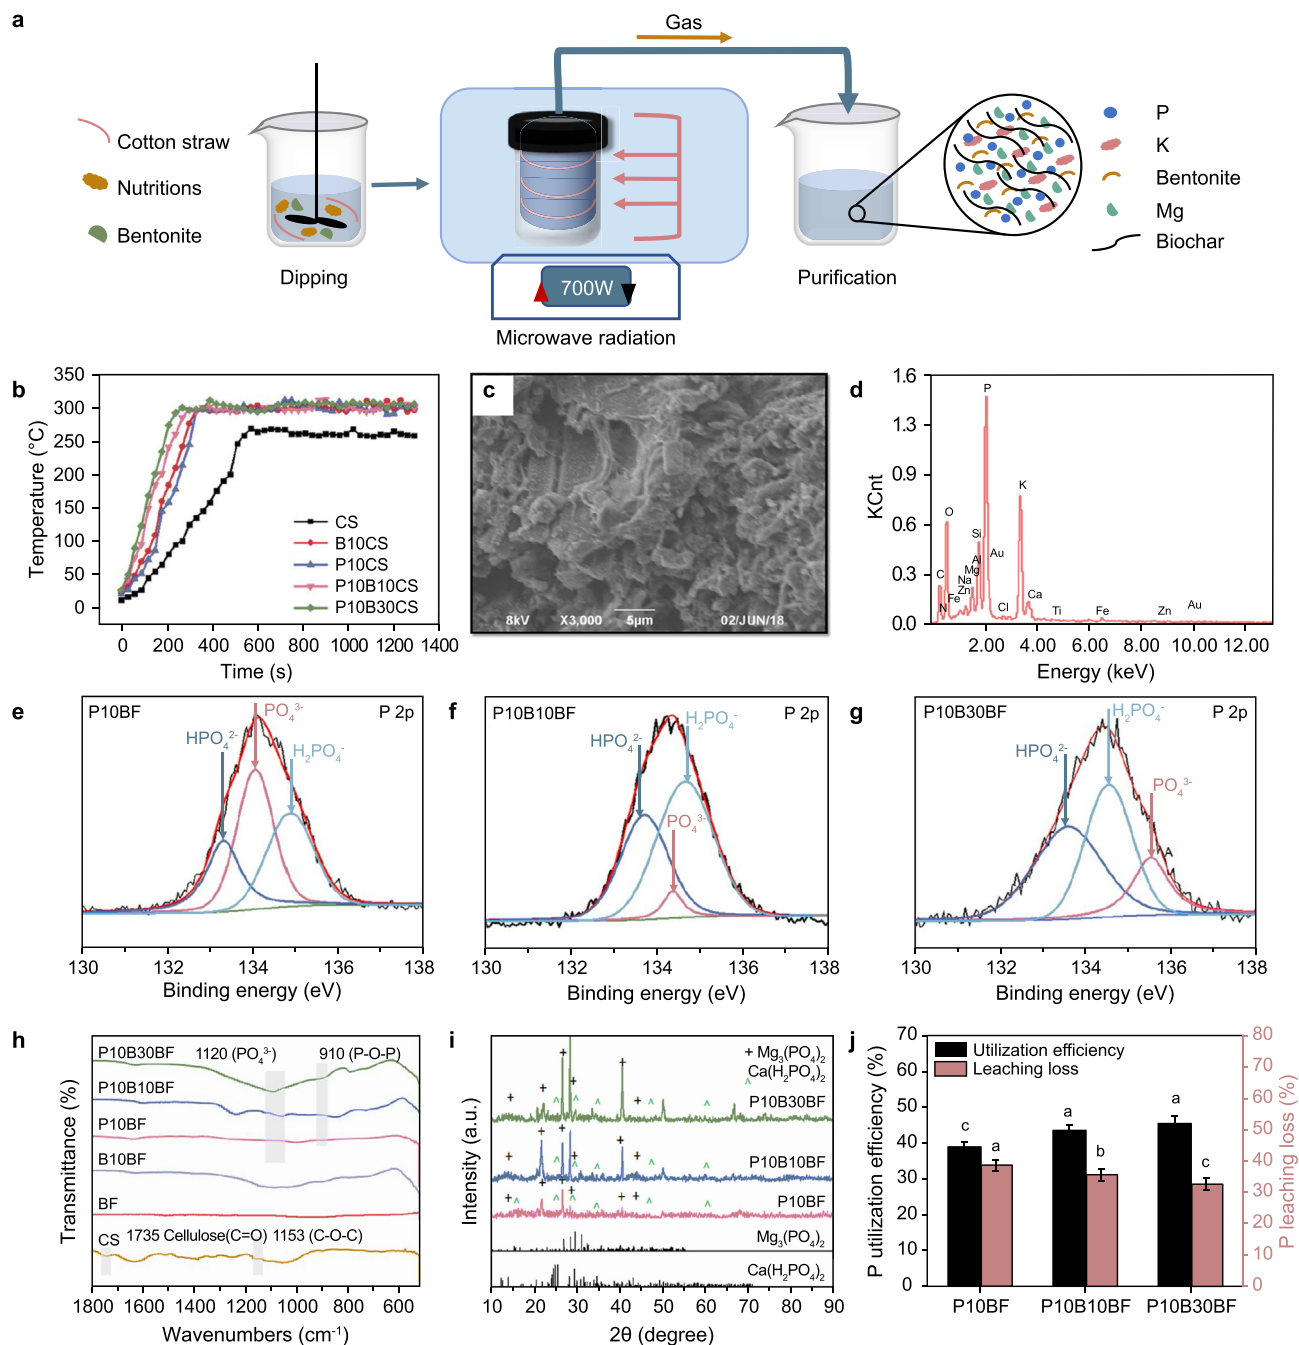 a
Gas
Cotton straw
Nutritions
Bentonite
Dipping
700W
Microwave radiation
Purification
P
K
Bentonite
Mg
Biochar
b
350
300
250
200
150
100
50
0
Temperature (°C)
CS
B10CS
P10CS
P10B10CS
P10B30CS
0 200 400 600 800 1000 1200 1400
Time (s)
c
8kV X3,000 5μm 02/JUN/18
d
1.6
1.3
0.9
0.6
0.3
0.0
KCnt
P
K
O
Si
Al
Au
Mg
C
Na
Zn
Fe
N
Cl
Ca
Ti
Fe
Zn
Au
2.00 4.00 6.00 8.00 10.00 12.00
Energy (keV)
e
P10BF
P 2p
PO₄³⁻
HPO₄²⁻
H₂PO₄⁻
130 132 134 136 138
Binding energy (eV)
f
P10B10BF
P 2p
H₂PO₄⁻
HPO₄²⁻
PO₄³⁻
130 132 134 136 138
Binding energy (eV)
g
P10B30BF
P 2p
H₂PO₄⁻
HPO₄²⁻
PO₄³⁻
130 132 134 136 138
Binding energy (eV)
h
Transmittance (%)
P10B30BF 1120 (PO₄³⁻) 910 (P-O-P)
P10B10BF
P10BF
B10BF
BF
CS 1735 Cellulose(C=O) 1153 (C-O-C)
1800 1400 1000 600
Wavenumbers (cm⁻¹)
i
Intensity (a.u.)
+ Mg₃(PO₄)₂
Ca(H₂PO₄)₂
^
P10B30BF
P10B10BF
P10BF
Mg₃(PO₄)₂
Ca(H₂PO₄)₂
10 20 30 40 50 60 70 80 90
2θ (degree)
j
70
60
50
40
30
20
10
0
P utilization efficiency (%)
Utilization efficiency
Leaching loss
c a
a b
a c
P10BF P10B10BF P10B30BF
80
70
60
50
40
30
20
10
0
P leaching loss (%)